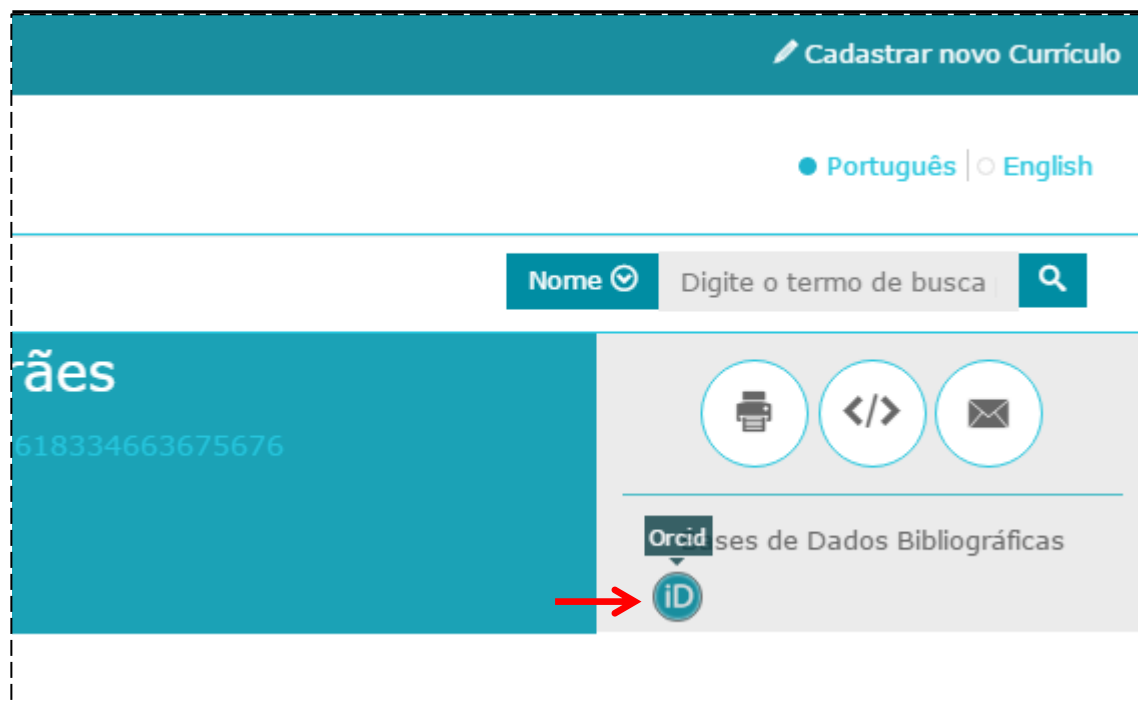 Cadastrar novo Currículo
Português English
Nome Digite o termo de busca
rães
618334663675676
</>
Orcid
ses de Dados Bibliográficas
iD